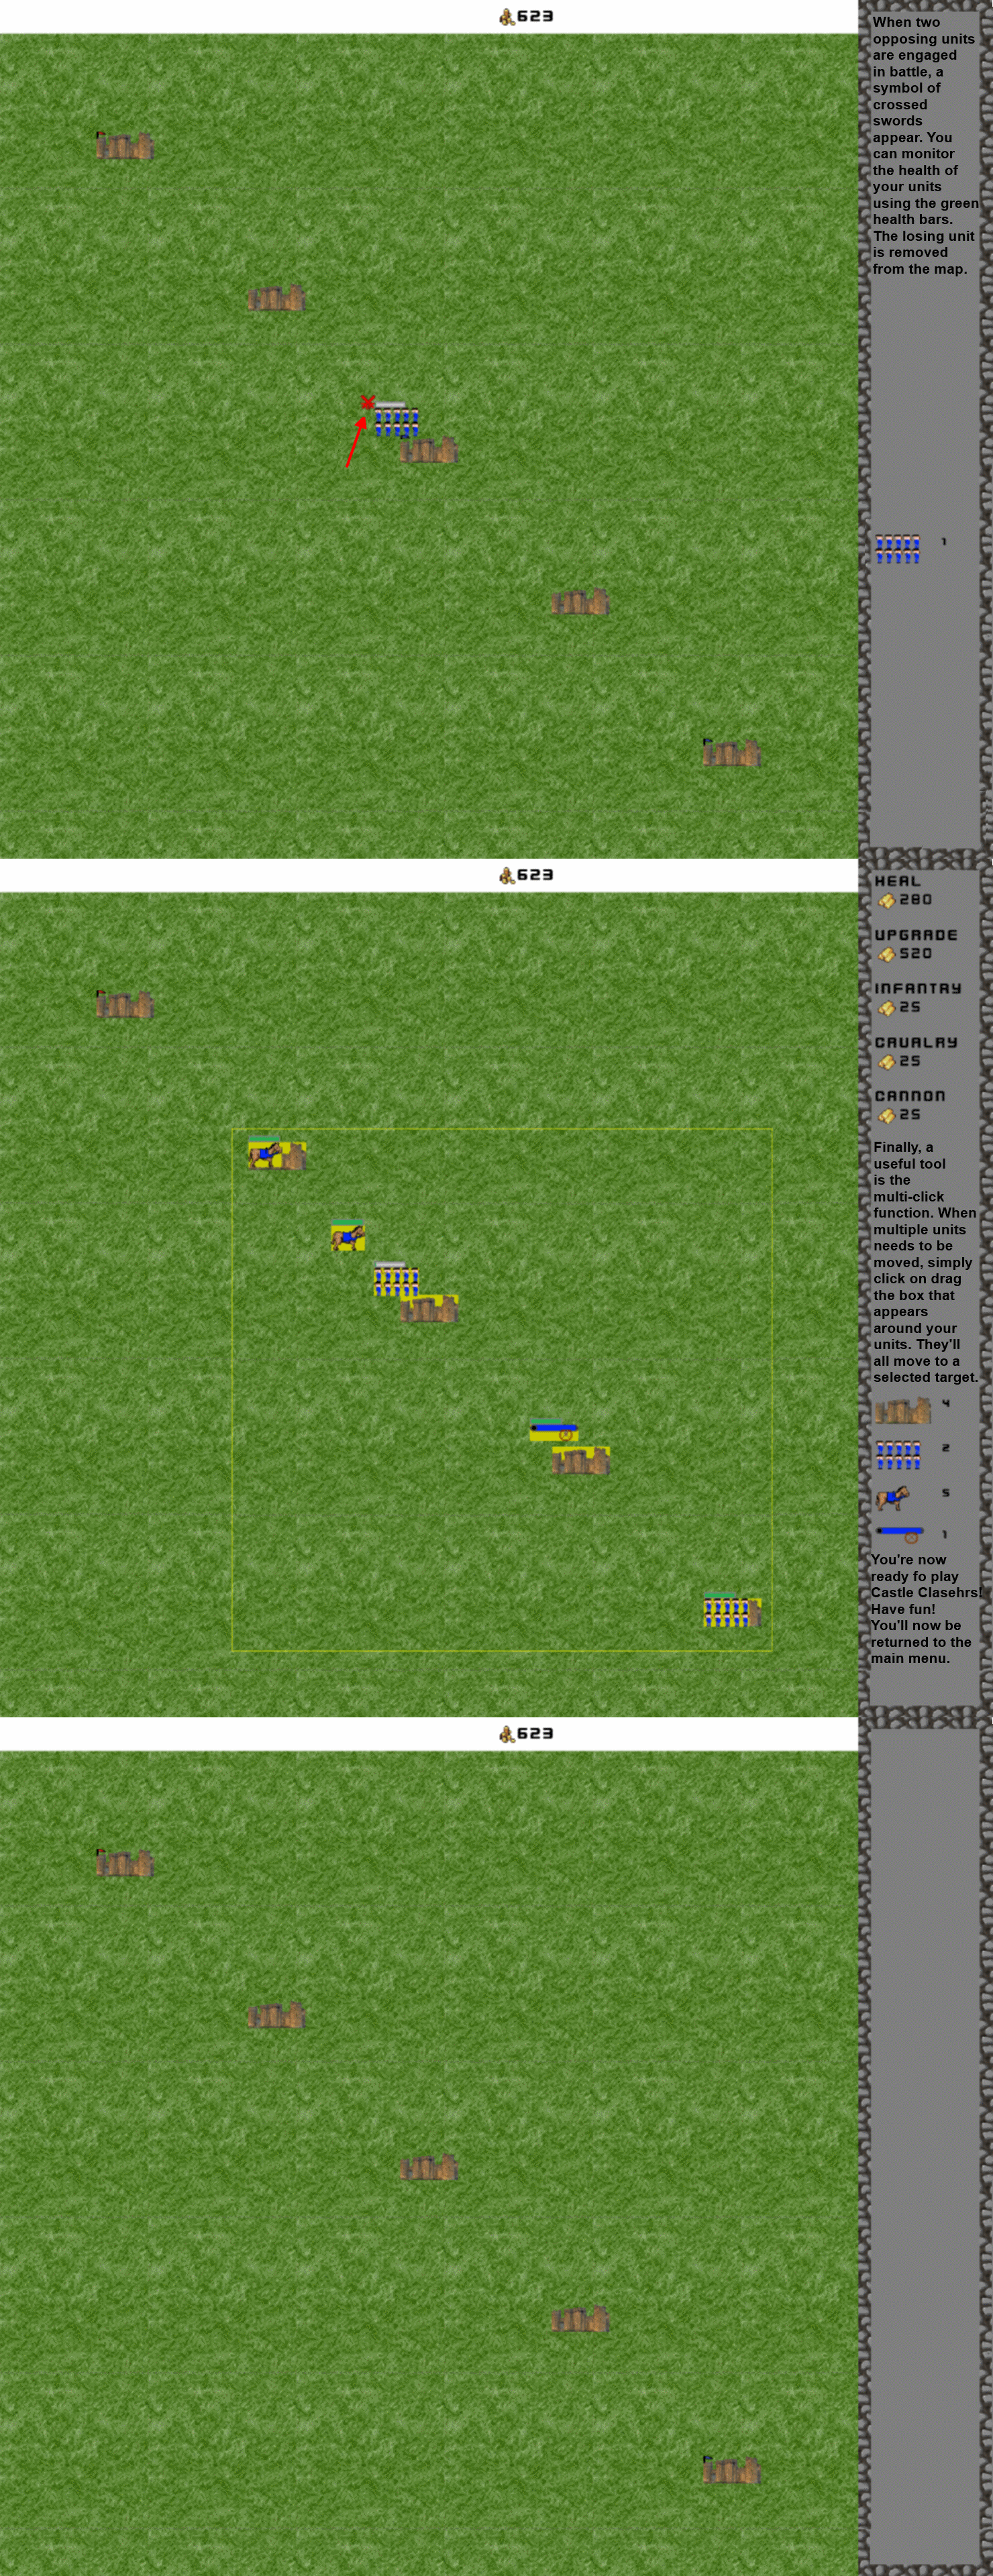 623
When two
opposing units
are engaged
in battle, a
symbol of
crossed
swords
appear. You
can monitor
the health of
your units
using the green
health bars.
The losing unit
is removed
from the map.
1
623
HEAL
280
UPGRADE
520
INFANTRY
25
CAVALRY
25
CANNON
25
Finally, a
useful tool
is the
multi-click
function. When
multiple units
needs to be
moved, simply
click on drag
the box that
appears
around your
units. They'll
all move to a
selected target.
4
2
5
1
You're now
ready fo play
Castle Clasehrs!
Have fun!
You'll now be
returned to the
main menu.
623